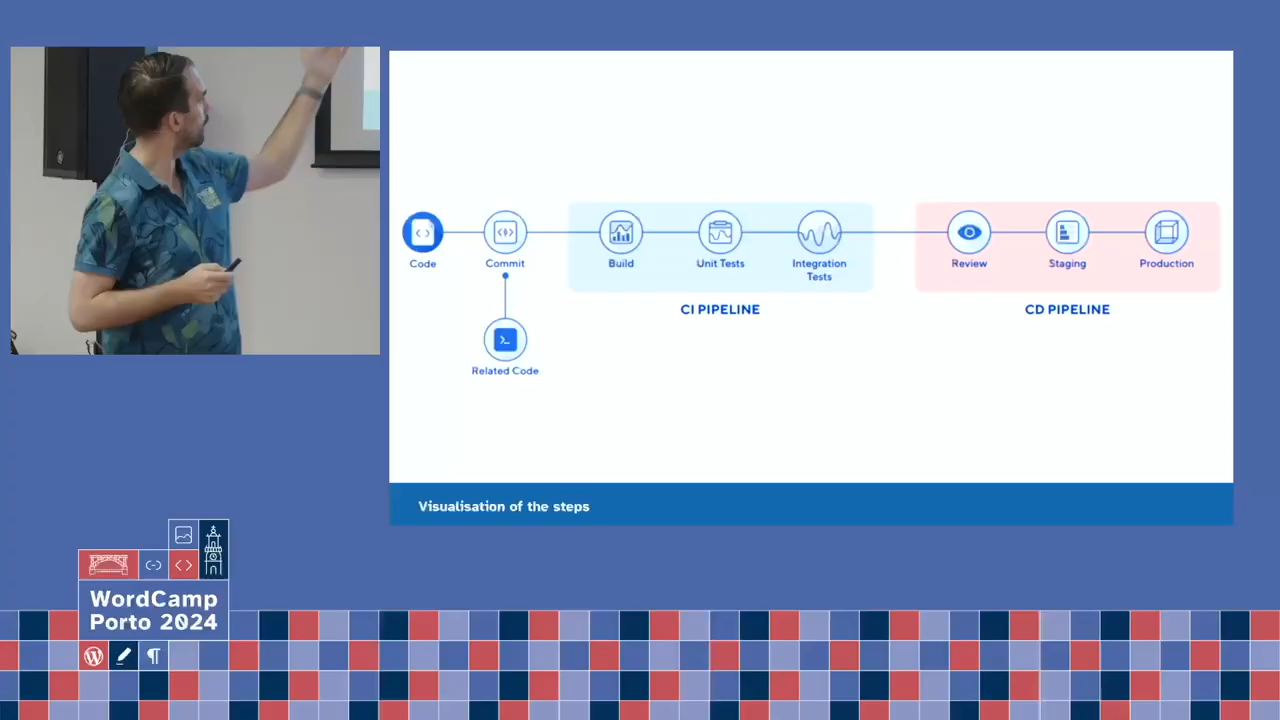 Code
Commit
Build
Unit Tests
Integration
Tests
Review
Staging
Production
CI PIPELINE
CD PIPELINE
Related Code
Visualisation of the steps
WordCamp
Porto 2024